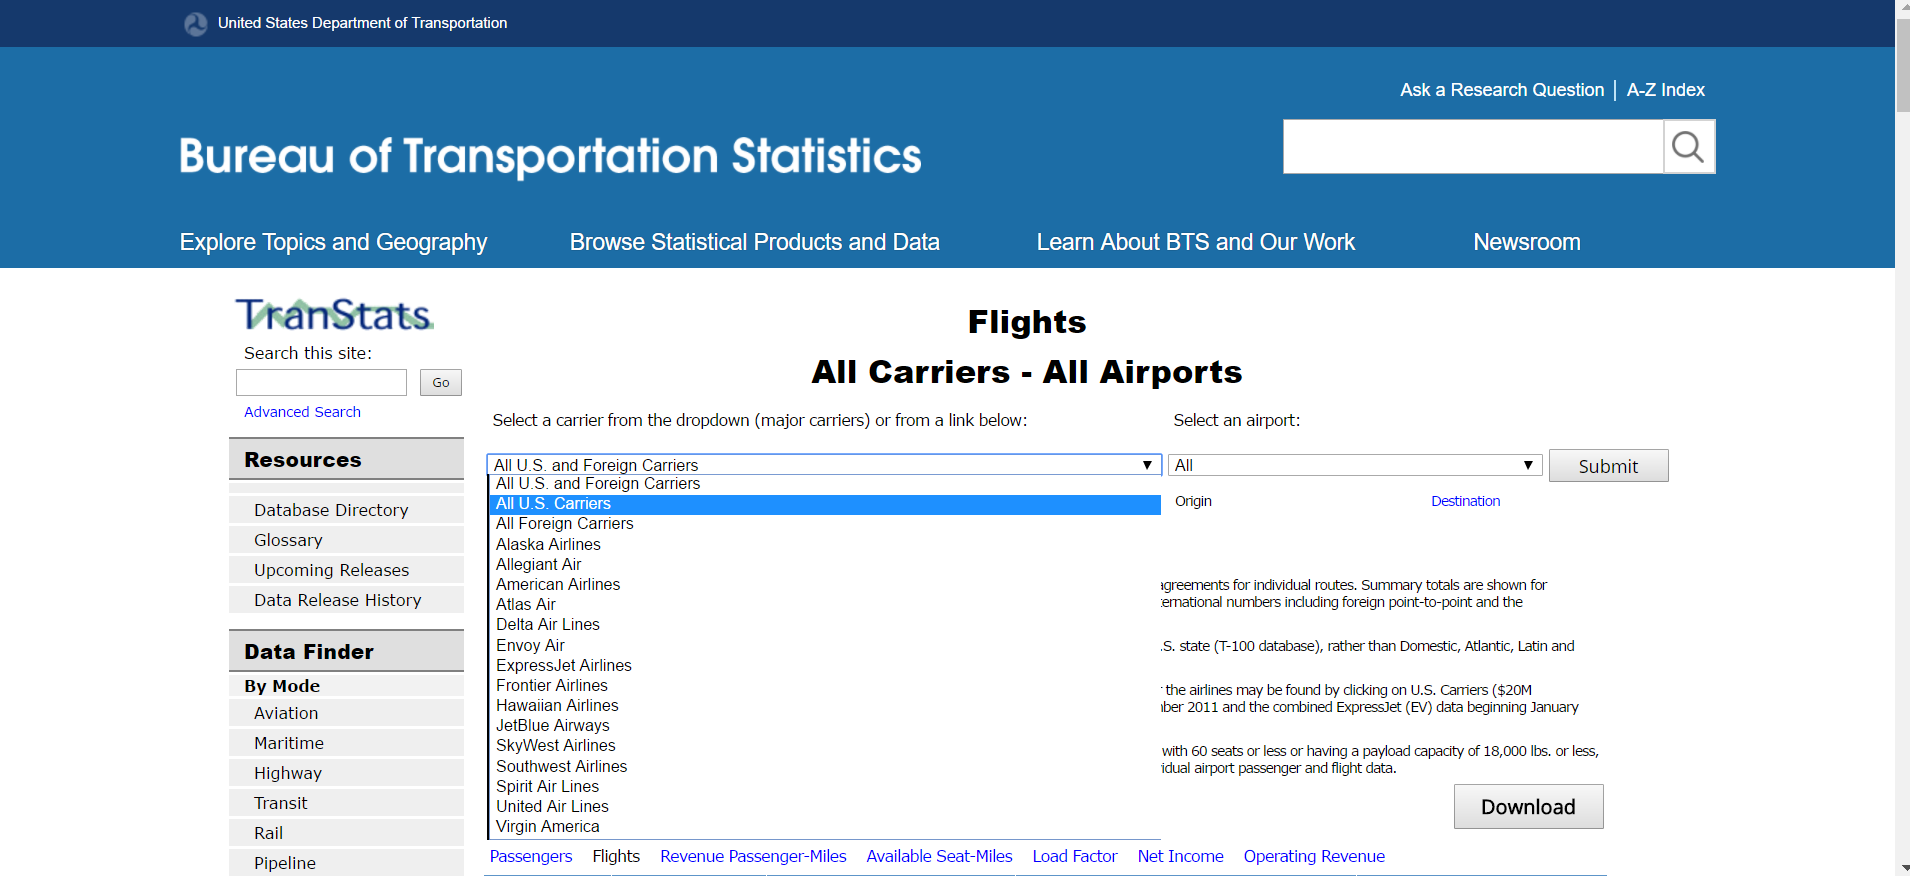 United States Department of Transportation
Ask a Research Question | A-Z Index
Bureau of Transportation Statistics
Explore Topics and Geography
Browse Statistical Products and Data
Learn About BTS and Our Work
Newsroom
TranStats
Search this site:
Go
Advanced Search
Resources
Database Directory
Glossary
Upcoming Releases
Data Release History
Data Finder
By Mode
Aviation
Maritime
Highway
Transit
Rail
Pipeline
Flights
All Carriers - All Airports
Select a carrier from the dropdown (major carriers) or from a link below:
Select an airport:
All U.S. and Foreign Carriers
All
Submit
All U.S. and Foreign Carriers
All U.S. Carriers
All Foreign Carriers
Alaska Airlines
Allegiant Air
American Airlines
Atlas Air
Delta Air Lines
Envoy Air
ExpressJet Airlines
Frontier Airlines
Hawaiian Airlines
JetBlue Airways
SkyWest Airlines
Southwest Airlines
Spirit Air Lines
United Air Lines
Virgin America
Origin
Destination
agreements for individual routes. Summary totals are shown for
numbers including foreign point-to-point and the
.S. state (T-100 database), rather than Domestic, Atlantic, Latin and
the airlines may be found by clicking on U.S. Carriers ($20M
2011 and the combined ExpressJet (EV) data beginning January
with 60 seats or less or having a payload capacity of 18,000 lbs. or less,
airport passenger and flight data.
Download
Passengers Flights Revenue Passenger-Miles Available Seat-Miles Load Factor Net Income Operating Revenue